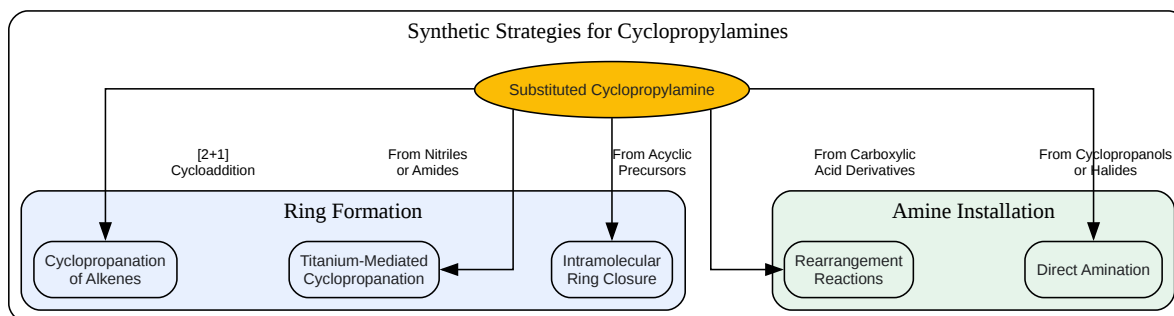 Synthetic Strategies for Cyclopropylamines
Substituted Cyclopropylamine
[2+1]
Cycloaddition
From Nitriles
or Amides
From Acyclic
Precursors
From Carboxylic
Acid Derivatives
From Cyclopropanols
or Halides
Ring Formation
Amine Installation
Cyclopropanation
of Alkenes
Titanium-Mediated
Cyclopropanation
Intramolecular
Ring Closure
Rearrangement
Reactions
Direct Amination